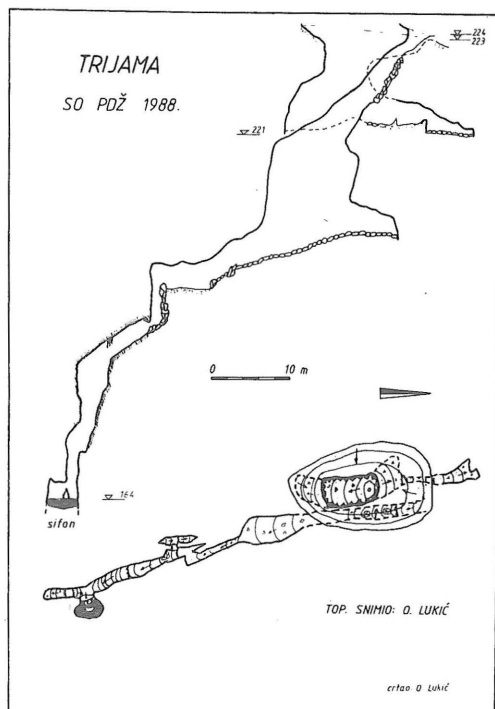 TRIJAMA
SO PDŽ 1988.
224
223
221
0 10 m
164
sifon
TOP. SNIMIO: O. LUKIĆ
crtao O Lukić